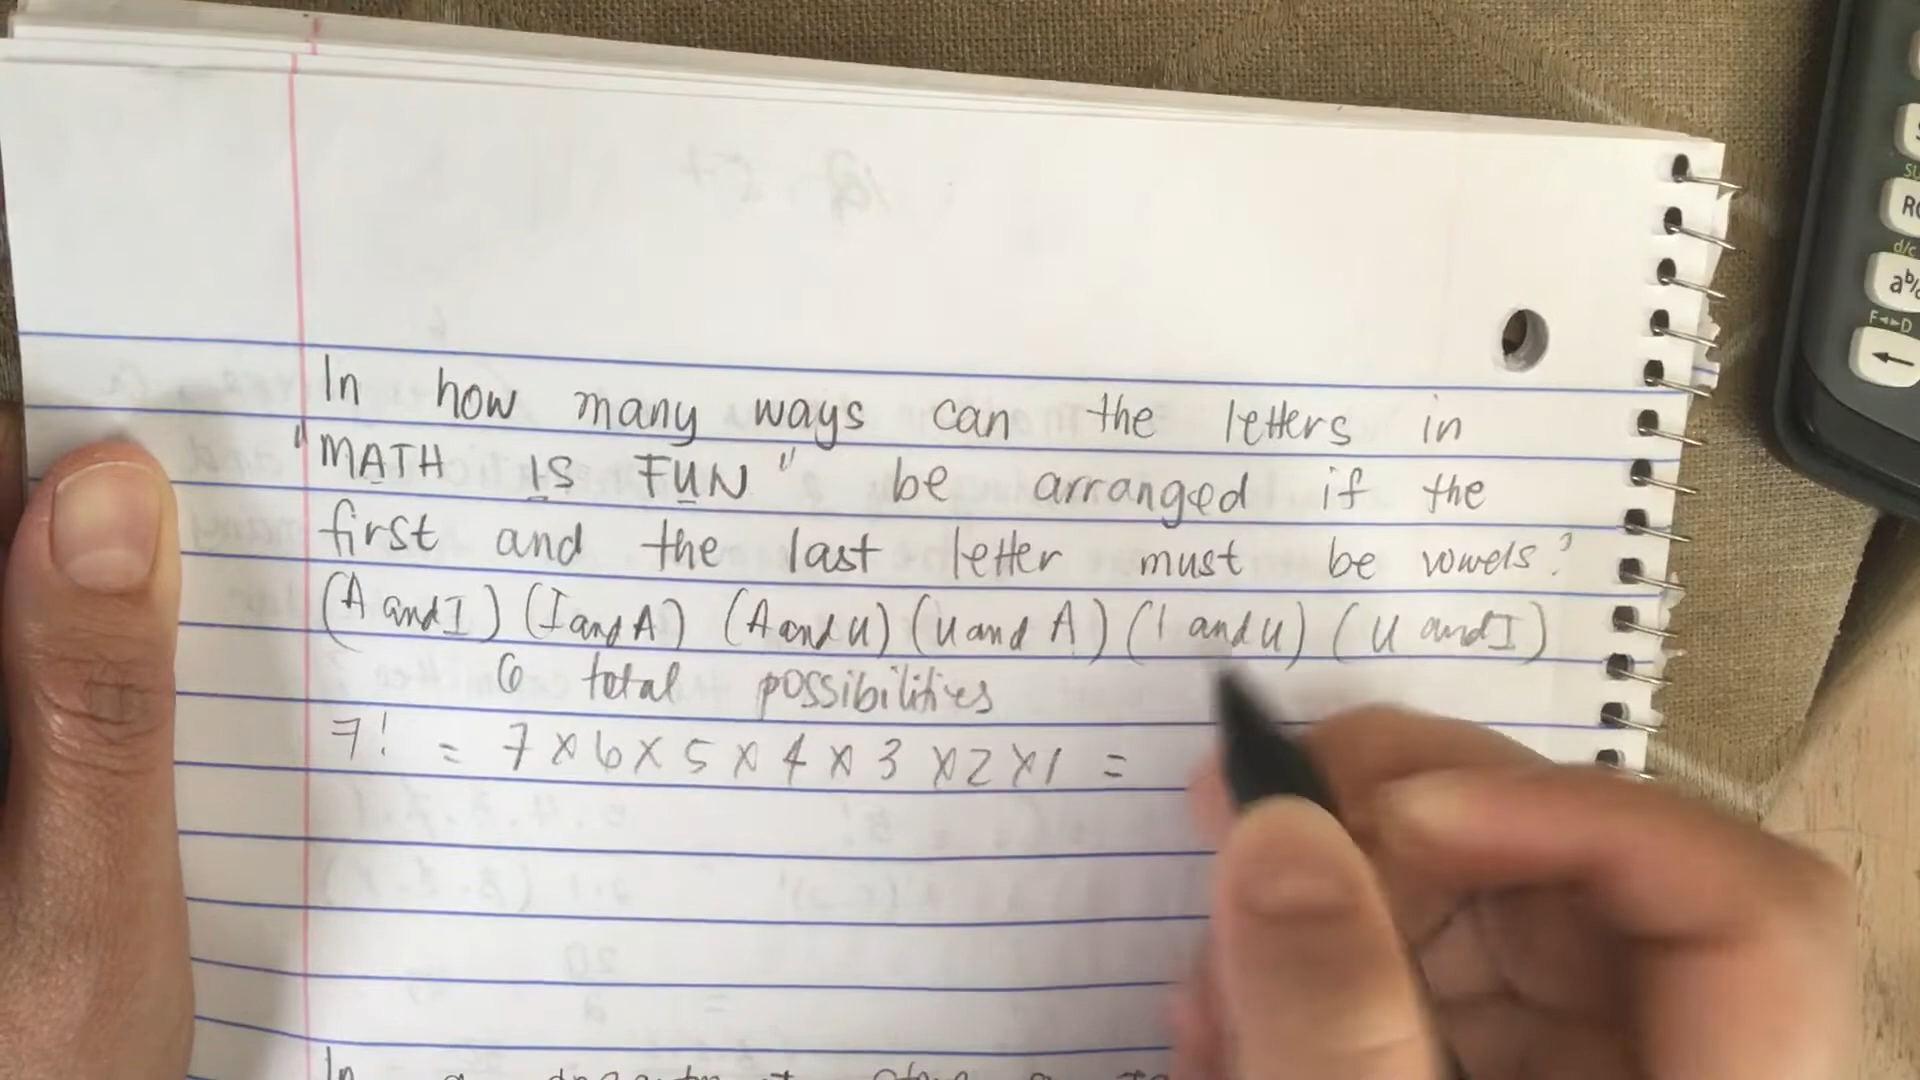 In how many ways can the letters in
"MATH IS FUN" be arranged if the
first and the last letter must be vowels?
(A and I) (I and A) (A and U) (U and A) (I and U) (U and I)
6 total possibilities
7! = 7 x 6 x 5 x 4 x 3 x 2 x 1 =
In a
d/c
F◄►D
←